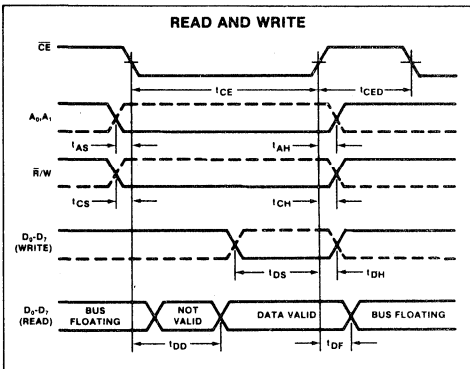 READ AND WRITE
CE
tCE
tCED
A0,A1
tAS
tAH
R/W
tCS
tCH
D0-D7
(WRITE)
tDS
tDH
D0-D7
(READ)
BUS
FLOATING
NOT
VALID
DATA VALID
BUS FLOATING
tDD
tDF